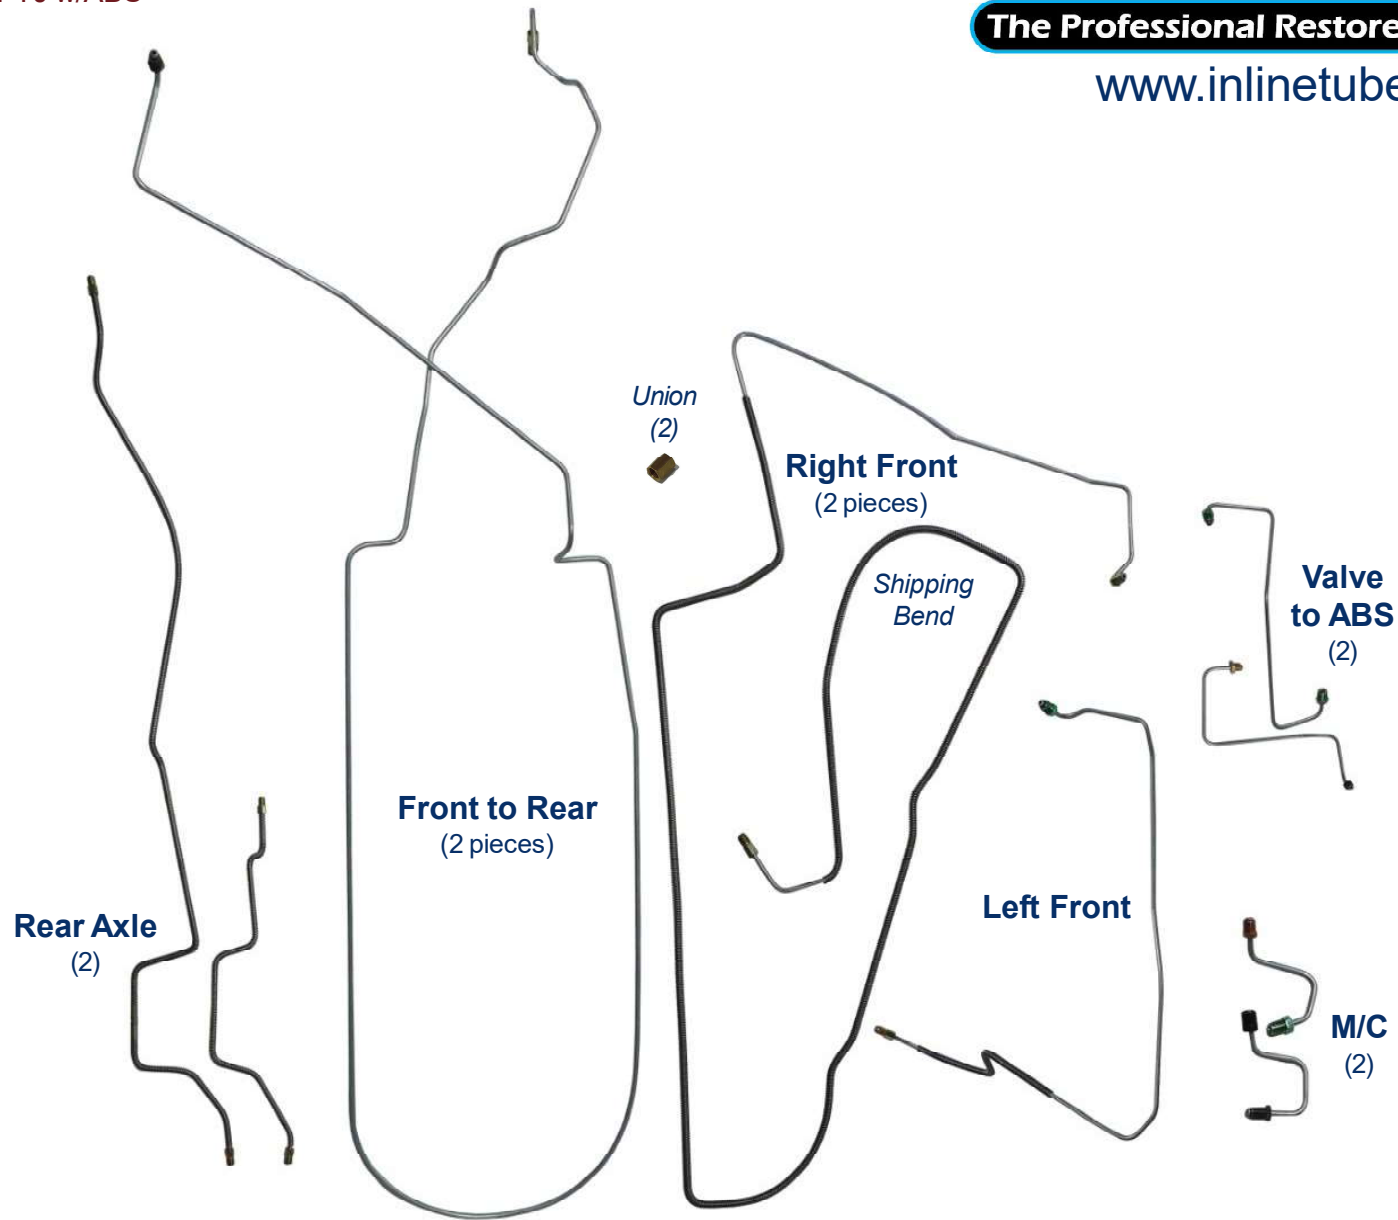 The Professional Restore
www.inlinetube
Union
(2)
Right Front
(2 pieces)
Shipping
Bend
Valve
to ABS
(2)
Front to Rear
(2 pieces)
Left Front
Rear Axle
(2)
M/C
(2)